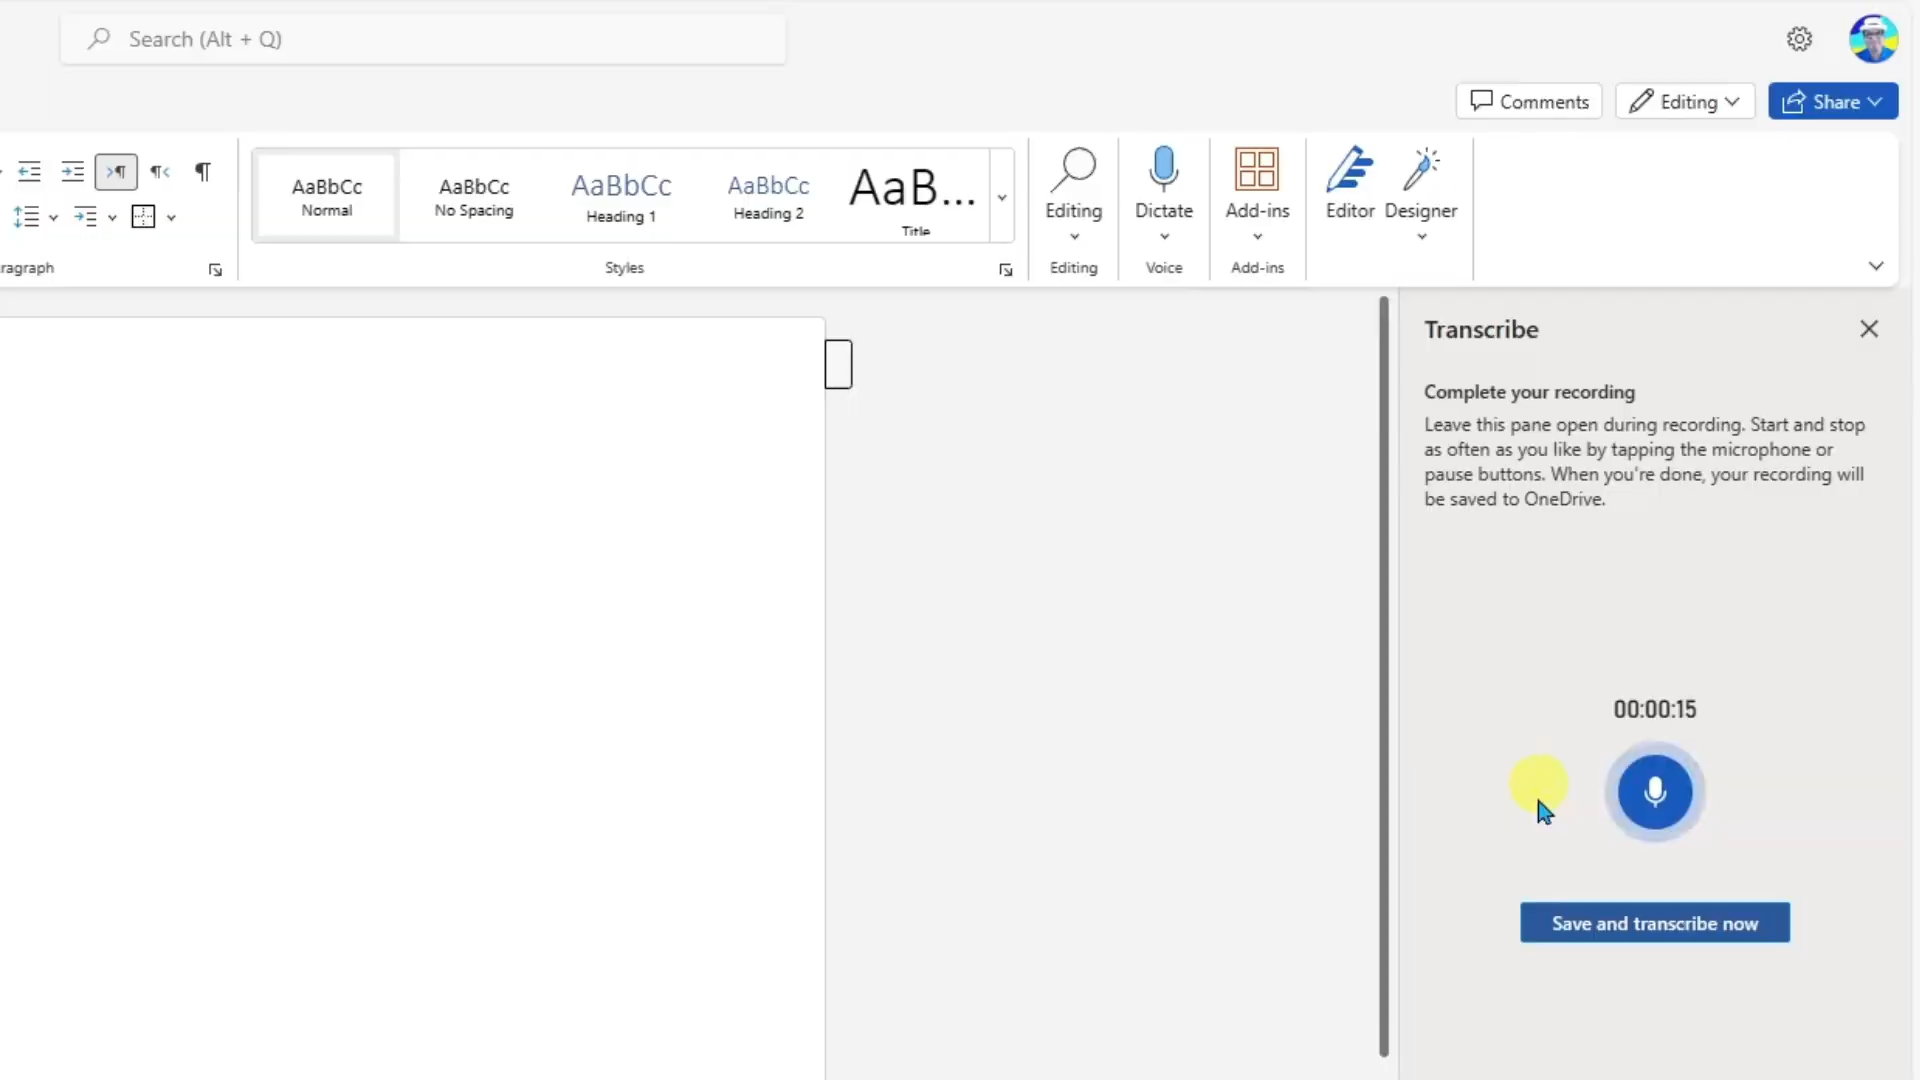 Search (Alt + Q)
Comments
Editing
Share
AaBbCc
Normal
AaBbCc
No Spacing
AaBbCc
Heading 1
AaBbCc
Heading 2
AaB...
Title
Editing
Dictate
Add-ins
Editor
Designer
ragraph
Styles
Editing
Voice
Add-ins
Transcribe
Complete your recording
Leave this pane open during recording. Start and stop
as often as you like by tapping the microphone or
pause buttons. When you're done, your recording will
be saved to OneDrive.
00:00:15
Save and transcribe now